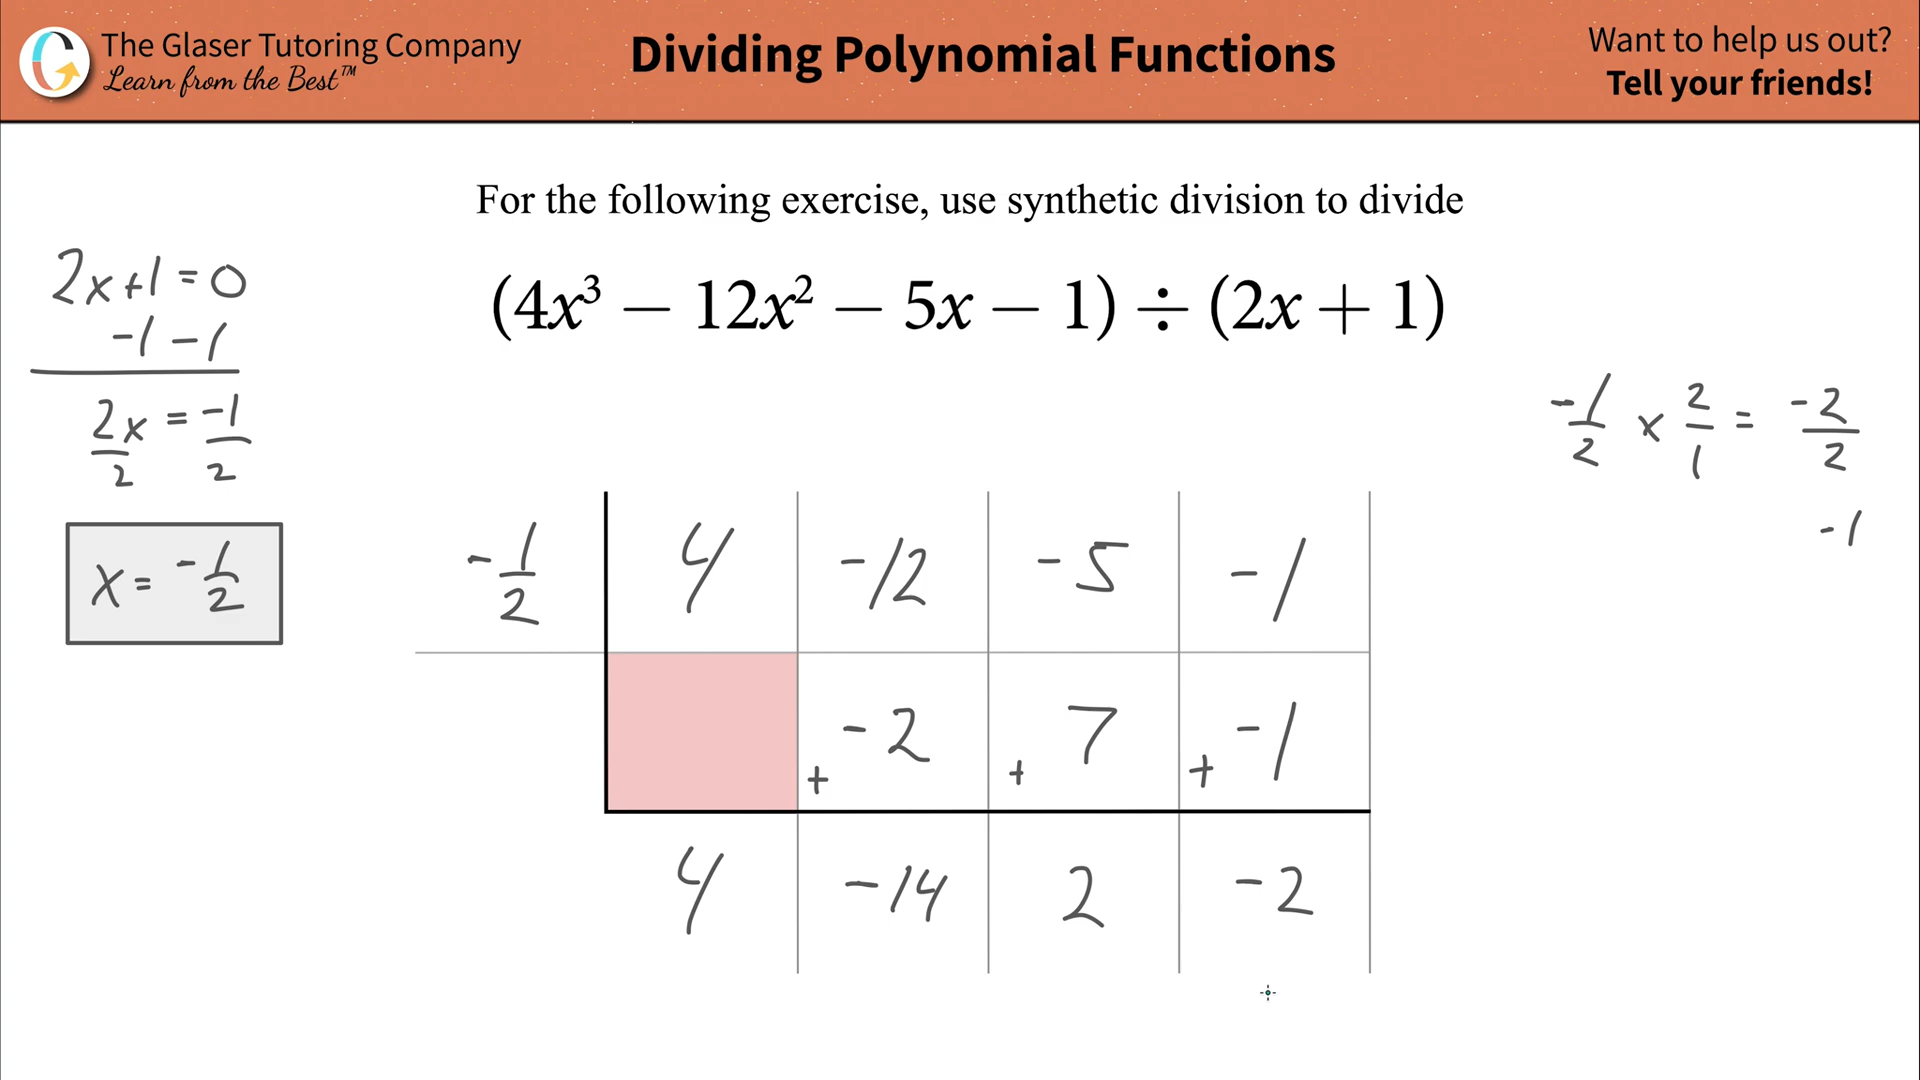 The Glaser Tutoring Company
Learn from the Best™
Dividing Polynomial Functions
Want to help us out?
Tell your friends!
For the following exercise, use synthetic division to divide
(4x³ − 12x² − 5x − 1) ÷ (2x + 1)
2x+1=0
-1 -1
2x/2 = -1/2
x = -1/2
-1/2 x 2/1 = -2/2
-1
-1/2 4 -12 -5 -1
+ -2 + 7 + -1
4 -14 2 -2